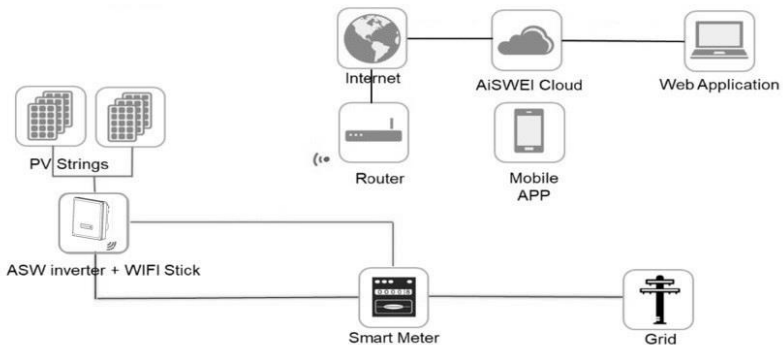 Internet
AiSWEI Cloud
Web Application
PV Strings
Router
Mobile
APP
ASW inverter + WIFI Stick
Smart Meter
Grid